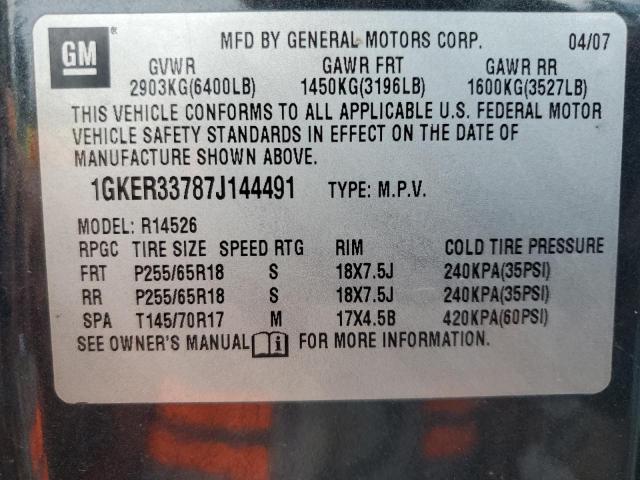 GM ® MFD BY GENERAL MOTORS CORP. 04/07
GVWR GAWR FRT GAWR RR
2903KG(6400LB) 1450KG(3196LB) 1600KG(3527LB)
THIS VEHICLE CONFORMS TO ALL APPLICABLE U.S. FEDERAL MOTOR
VEHICLE SAFETY STANDARDS IN EFFECT ON THE DATE OF
MANUFACTURE SHOWN ABOVE.
1GKER33787J144491 TYPE: M.P.V.
MODEL: R14526
RPGC TIRE SIZE SPEED RTG RIM COLD TIRE PRESSURE
FRT P255/65R18 S 18X7.5J 240KPA(35PSI)
RR P255/65R18 S 18X7.5J 240KPA(35PSI)
SPA T145/70R17 M 17X4.5B 420KPA(60PSI)
SEE OWNER'S MANUAL FOR MORE INFORMATION.